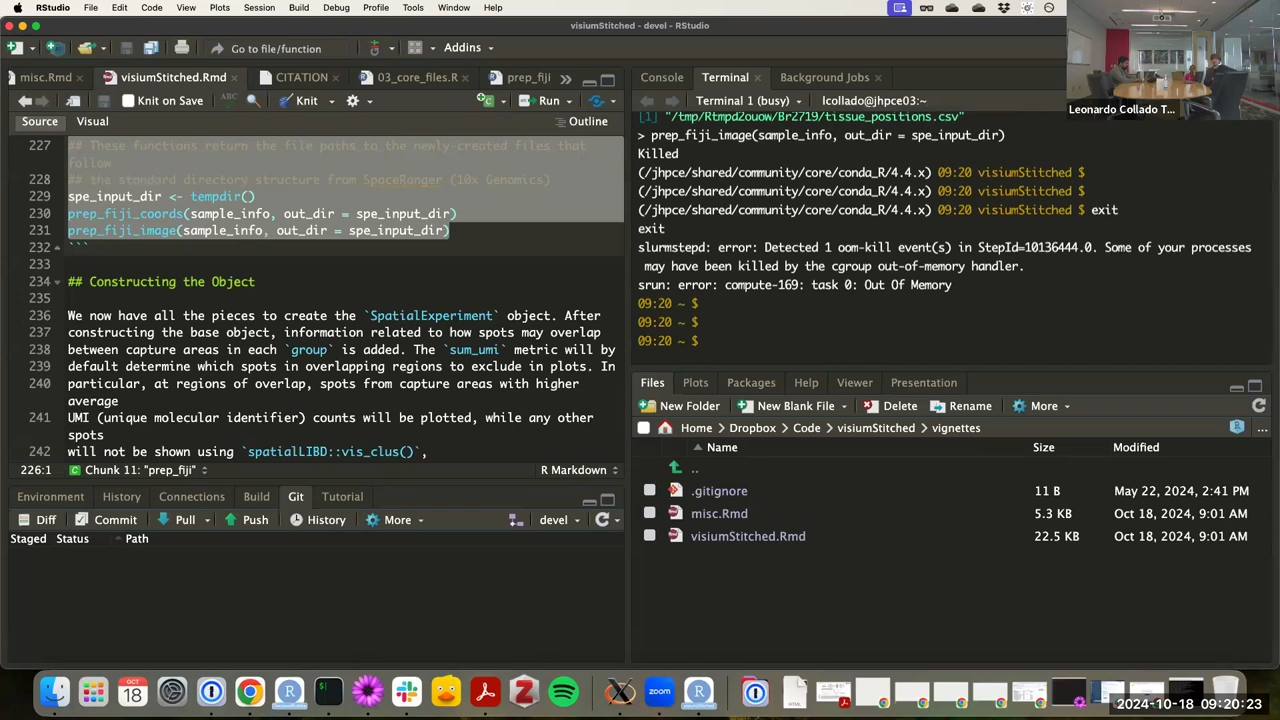 RStudio File Edit Code View Plots Session Build Debug Profile Tools Window Help
visiumStitched - devel - RStudio
Go to file/function Addins
misc.Rmd visiumStitched.Rmd CITATION 03_core_files.R prep_fiji
Knit on Save ABC Knit Run
Source Visual Outline
227 ## These functions return the file paths to the newly-created files that
follow
228 ## the standard directory structure from SpaceRanger (10x Genomics)
229 spe_input_dir <- tempdir()
230 prep_fiji_coords(sample_info, out_dir = spe_input_dir)
231 prep_fiji_image(sample_info, out_dir = spe_input_dir)
232 ```
233
234 ## Constructing the Object
235
236 We now have all the pieces to create the `SpatialExperiment` object. After
237 constructing the base object, information related to how spots may overlap
238 between capture areas in each `group` is added. The `sum_umi` metric will by
239 default determine which spots in overlapping regions to exclude in plots. In
240 particular, at regions of overlap, spots from capture areas with higher
average
241 UMI (unique molecular identifier) counts will be plotted, while any other
spots
242 will not be shown using `spatialLIBD::vis_clus()`,
226:1 Chunk 11: "prep_fiji" R Markdown
Environment History Connections Build Git Tutorial
Diff Commit Pull Push History More devel
Staged Status Path
Console Terminal Background Jobs
Terminal 1 (busy) lcollado@jhpce03:~
[1] "/tmp/Rtmpd2ouow/Br2719/tissue_positions.csv"
> prep_fiji_image(sample_info, out_dir = spe_input_dir)
Killed
(/jhpce/shared/community/core/conda_R/4.4.x) 09:20 visiumStitched $
(/jhpce/shared/community/core/conda_R/4.4.x) 09:20 visiumStitched $
(/jhpce/shared/community/core/conda_R/4.4.x) 09:20 visiumStitched $ exit
exit
slurmstepd: error: Detected 1 oom-kill event(s) in StepId=10136444.0. Some of your processes
may have been killed by the cgroup out-of-memory handler.
srun: error: compute-169: task 0: Out Of Memory
09:20 ~ $
09:20 ~ $
09:20 ~ $
Files Plots Packages Help Viewer Presentation
New Folder New Blank File Delete Rename More
Home Dropbox Code visiumStitched vignettes ...
Name Size Modified
..
.gitignore 11 B May 22, 2024, 2:41 PM
misc.Rmd 5.3 KB Oct 18, 2024, 9:01 AM
visiumStitched.Rmd 22.5 KB Oct 18, 2024, 9:01 AM
Leonardo Collado T...
OCT
18
zoom
2024-10-18 09:20:23